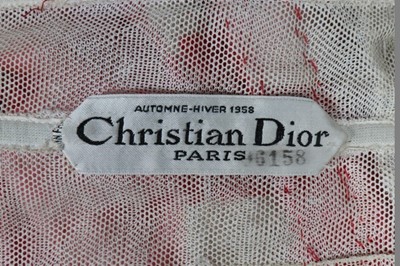 AUTOMNE-HIVER 1958
Christian Dior
PARIS 6158